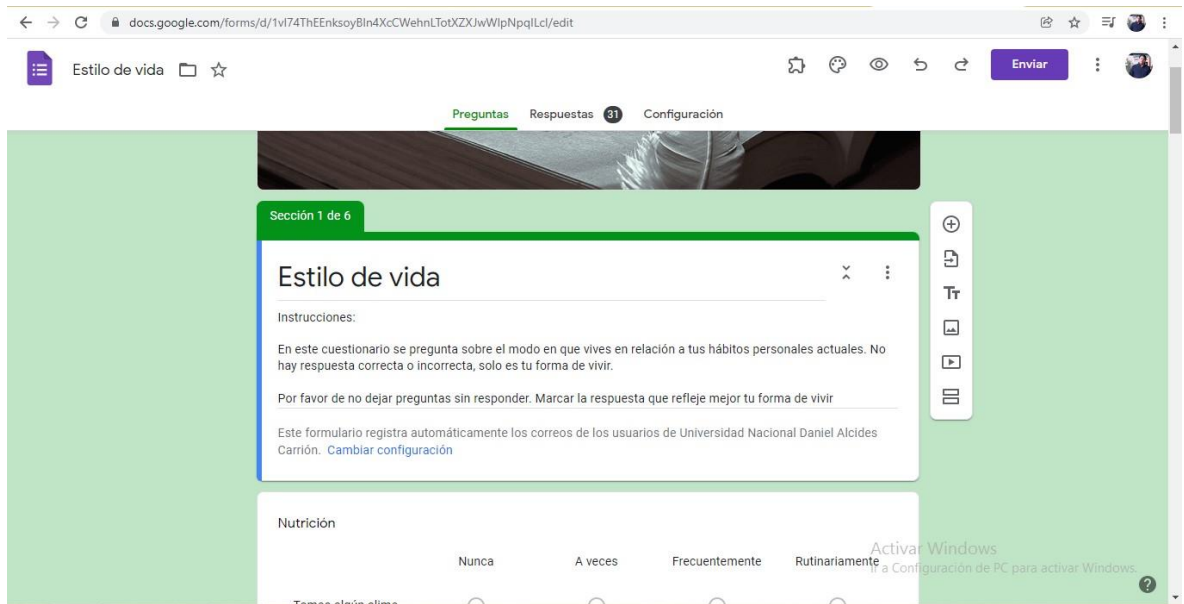 docs.google.com/forms/d/1vl74ThEEnksoyBln4XcCWehnLTotXZXJwWlpNpqlLcl/edit
Estilo de vida
Enviar
Preguntas Respuestas 31 Configuración
Sección 1 de 6
Estilo de vida
Instrucciones:
En este cuestionario se pregunta sobre el modo en que vives en relación a tus hábitos personales actuales. No
hay respuesta correcta o incorrecta, solo es tu forma de vivir.
Por favor de no dejar preguntas sin responder. Marcar la respuesta que refleje mejor tu forma de vivir
Este formulario registra automáticamente los correos de los usuarios de Universidad Nacional Daniel Alcides
Carrión. Cambiar configuración
Nutrición
Nunca A veces Frecuentemente Rutinariamente
Activar Windows
Ir a Configuración de PC para activar Windows.
Tomas algún alime